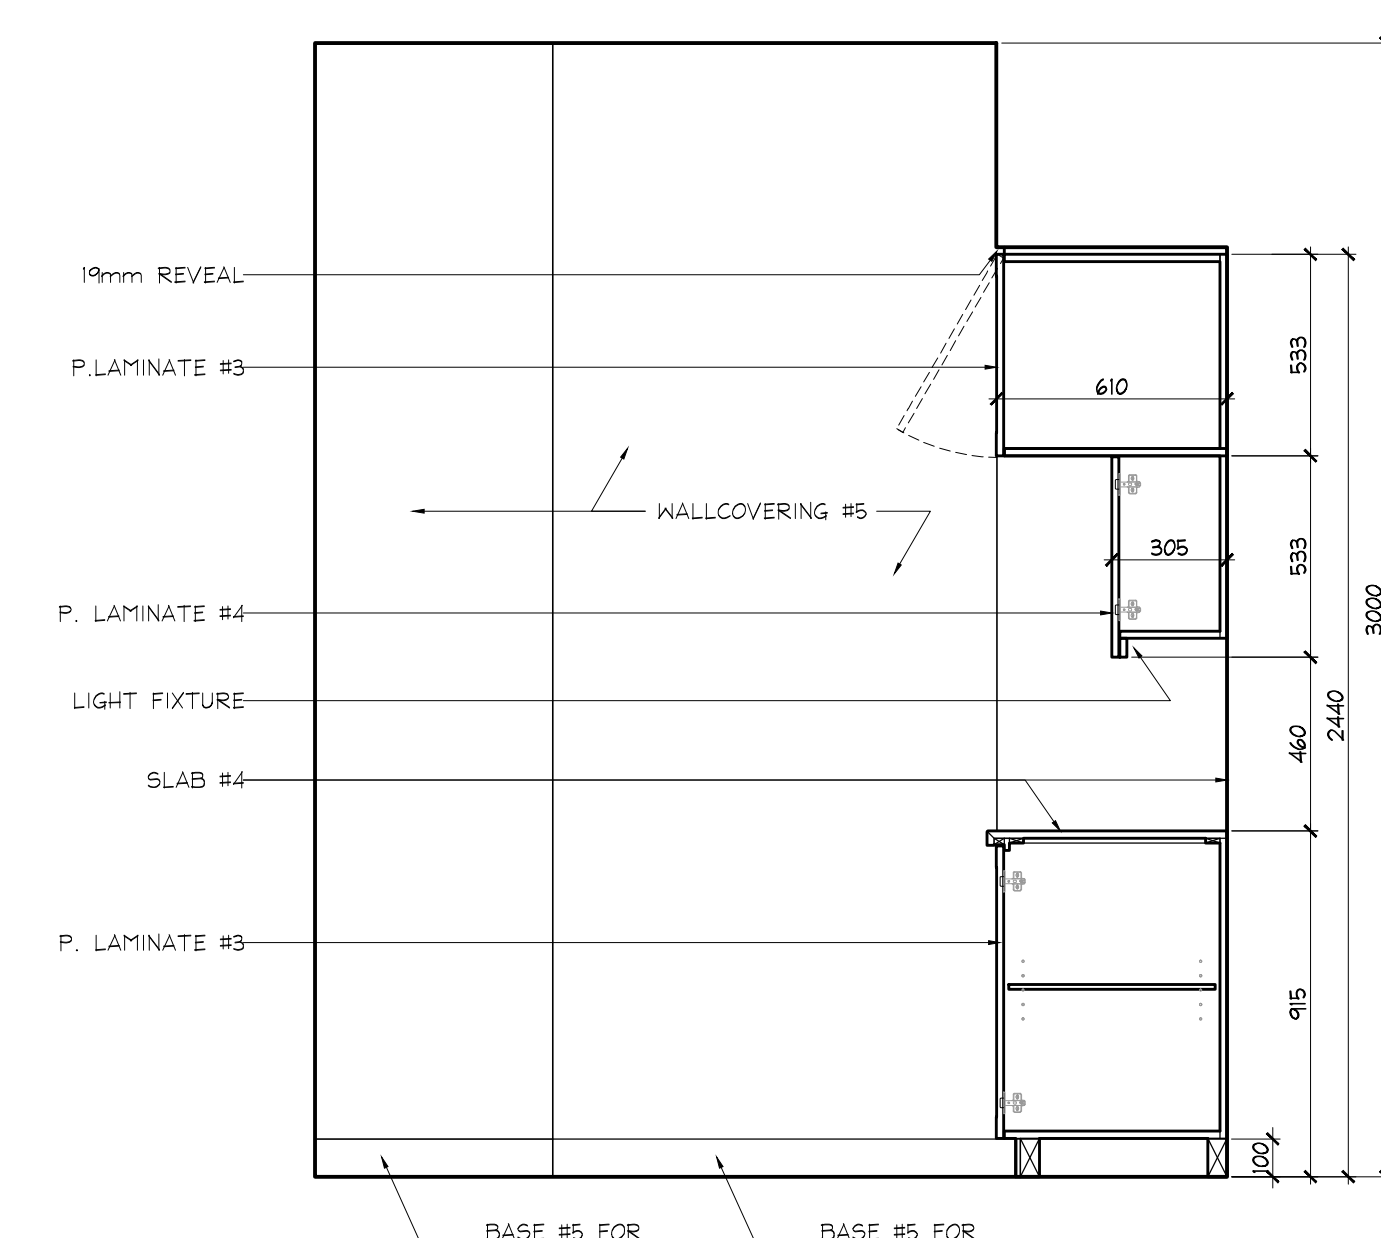 19mm REVEAL
P.LAMINATE #3
533
610
WALLCOVERING #5
305
533
P. LAMINATE #4
3000
LIGHT FIXTURE
2440
460
SLAB #4
P. LAMINATE #3
915
100
BASE #5 FOR
BASE #5 FOR